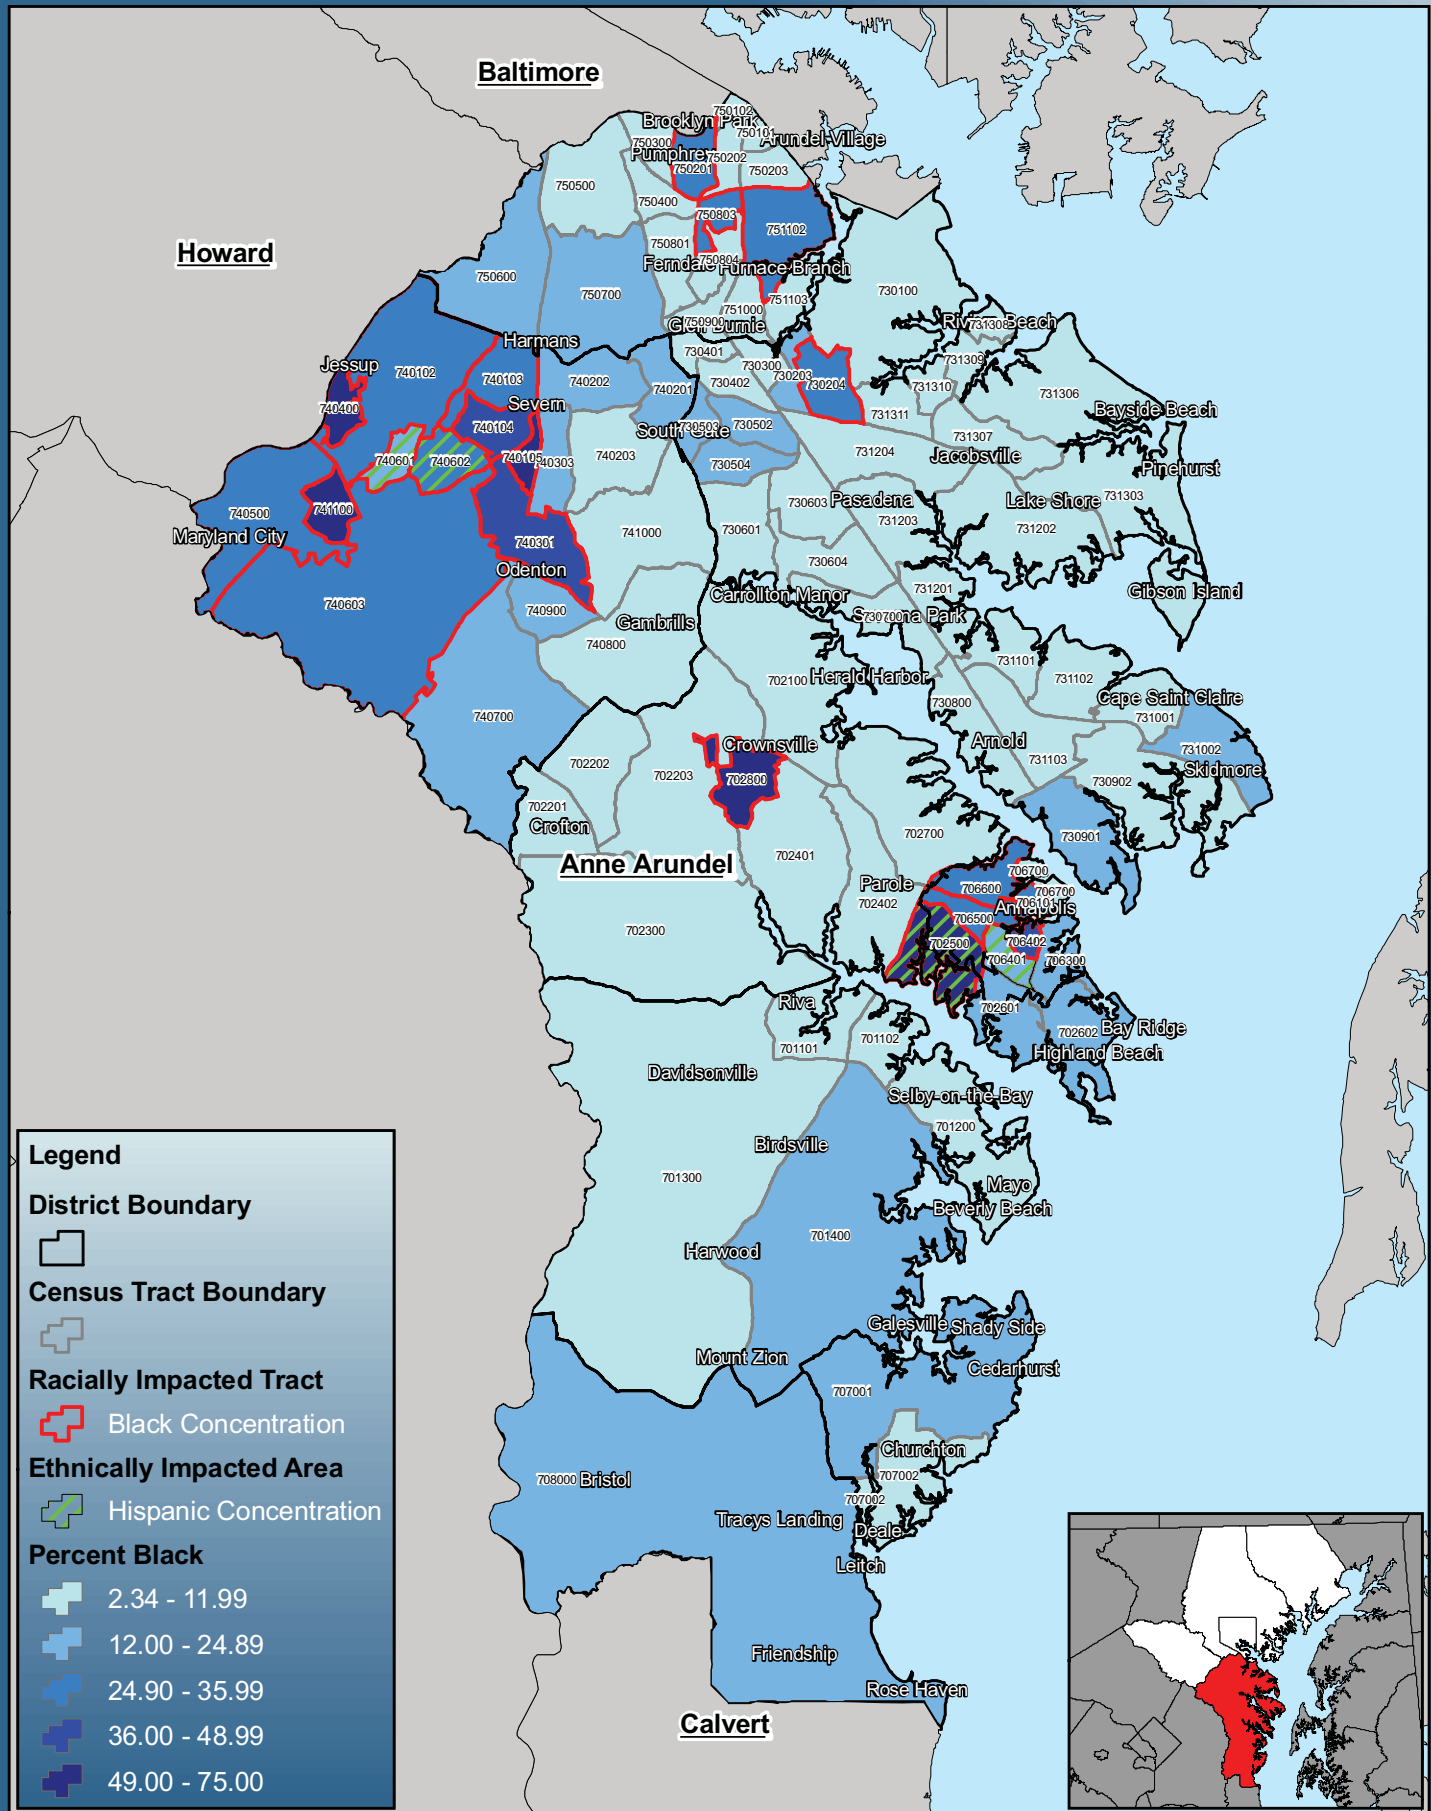 Baltimore
750102
Brooklyn Park
750101
Arundel Village
750300
Pumphrey
750202
750201
750203
750500
750400
750803
751102
750801
Howard
Ferndale
750804
Furnace Branch
750600
750700
751103
730100
751000
750900
Glen Burnie
Riviera Beach
731308
Harmans
730401
731309
Jessup
740102
740103
740202
740201
730402
730300
730203
730204
731310
731306
740400
Severn
731311
Bayside Beach
740104
South Gate
730503
730502
731307
740601
740602
740105
740303
740203
730504
731204
Jacobsville
Pinehurst
740500
741100
730603
Pasadena
Lake Shore
731303
Maryland City
740301
741000
730601
731203
731202
Odenton
730604
740603
740900
Carrollton Manor
731201
Gibson Island
Gambrills
Severna Park
730700
740800
731101
702100
Herald Harbor
731102
730800
Cape Saint Claire
740700
731001
Crownsville
Arnold
731002
702202
702203
702800
731103
Skidmore
730902
702201
Crofton
702700
730901
702401
Anne Arundel
706700
Parole
706600
706700
702402
706101
Annapolis
706500
702300
702500
706402
706401
706300
Riva
702601
701101
701102
702602
Bay Ridge
Highland Beach
Davidsonville
Selby-on-the-Bay
701200
Birdsville
701300
Mayo
Beverly Beach
701400
Harwood
Galesville
Shady Side
Mount Zion
Cedarhurst
707001
Churchton
707002
708000
Bristol
707002
Tracys Landing
Deale
Leitch
Friendship
Rose Haven
Calvert
Legend
District Boundary
Census Tract Boundary
Racially Impacted Tract
Black Concentration
Ethnically Impacted Area
Hispanic Concentration
Percent Black
2.34 - 11.99
12.00 - 24.89
24.90 - 35.99
36.00 - 48.99
49.00 - 75.00